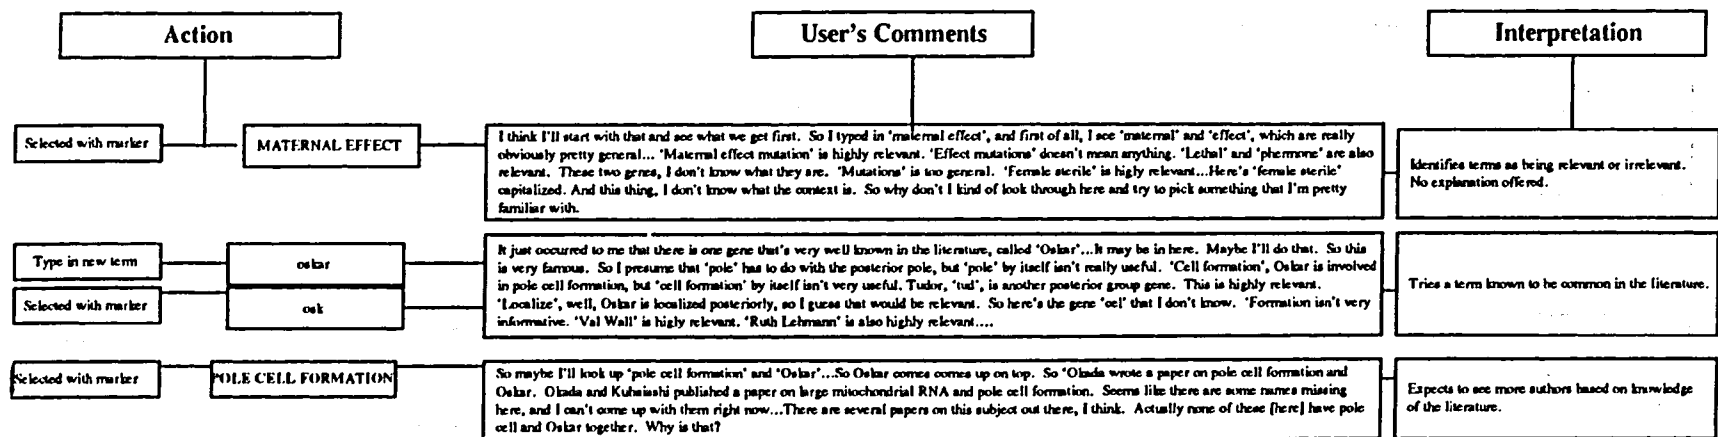 Action
User's Comments
Interpretation
Selected with marker
MATERNAL EFFECT
I think I'll start with that and see what we get first. So I typed in 'maternal effect', and first of all, I see 'maternal' and 'effect', which are really
obviously pretty general... 'Maternal effect mutation' is highly relevant. 'Effect mutations' doesn't mean anything. 'Lethal' and 'phermone' are also
relevant. These two genes, I don't know what they are. 'Mutations' is too general. 'Female sterile' is higly relevant...Here's 'female sterile'
capitalized. And this thing, I don't know what the context is. So why don't I kind of look through here and try to pick something that I'm pretty
familiar with.
Identifies terms as being relevant or irrelevant.
No explanation offered.
Type in new term
oskar
Selected with marker
osk
It just occurred to me that there is one gene that's very well known in the literature, called 'Oskar'...It may be in here. Maybe I'll do that. So this
is very famous. So I presume that 'pole' has to do with the posterior pole, but 'pole' by itself isn't really useful. 'Cell formation', Oskar is involved
in pole cell formation, but 'cell formation' by itself isn't very useful. Tudor, 'tud', is another posterior group gene. This is highly relevant.
'Localize', well, Oskar is localized posteriorly, so I guess that would be relevant. So here's the gene 'cel' that I don't know. 'Formation isn't very
informative. 'Val Wall' is higly relevant. 'Ruth Lehmann' is also highly relevant....
Tries a term known to be common in the literature.
Selected with marker
POLE CELL FORMATION
So maybe I'll look up 'pole cell formation' and 'Oskar'...So Oskar comes comes up on top. So 'Okada wrote a paper on pole cell formation and
Oskar. Okada and Kubaiashi published a paper on large mitochondrial RNA and pole cell formation. Seems like there are some names missing
here, and I can't come up with them right now...There are several papers on this subject out there, I think. Actually none of these [here] have pole
cell and Oskar together. Why is that?
Expects to see more authors based on knowledge
of the literature.